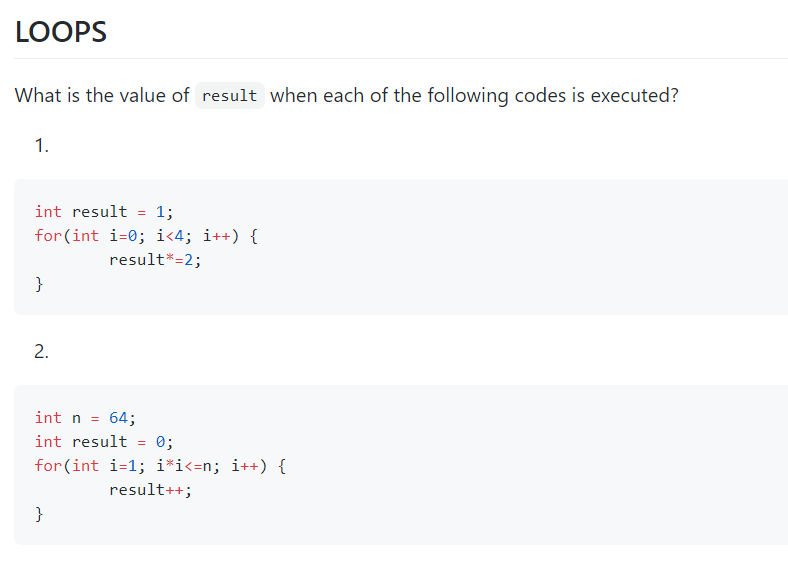 LOOPS
What is the value of result when each of the following codes is executed?
1.
int result = 1;
for(int i=0; i<4; i++) {
        result*=2;
}
2.
int n = 64;
int result = 0;
for(int i=1; i*i<=n; i++) {
        result++;
}